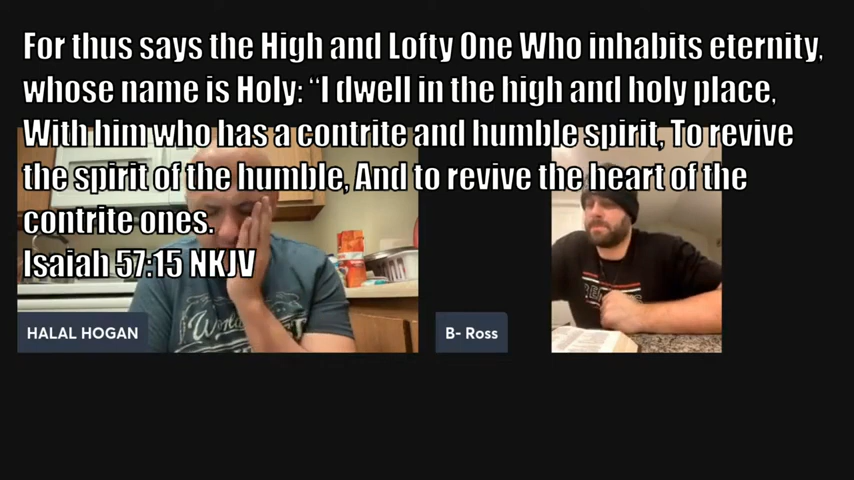 For thus says the High and Lofty One Who inhabits eternity,
whose name is Holy: “I dwell in the high and holy place,
With him who has a contrite and humble spirit, To revive
the spirit of the humble, And to revive the heart of the
contrite ones.
Isaiah 57:15 NKJV
HALAL HOGAN
B- Ross